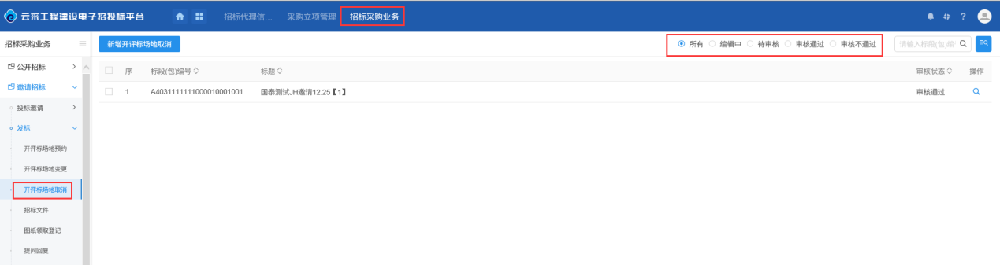 云采工程建设电子招投标平台 招标代理信... 采购立项管理 招标采购业务
招标采购业务 新增开评标场地取消 所有 编辑中 待审核 审核通过 审核不通过 请输入标段(包)编
公开招标 序 标段(包)编号 标题 审核状态 操作
邀请招标 1 A4031111111000010001001 国泰测试JH邀请12.25【1】 审核通过
投标邀请
发标
开评标场地预约
开评标场地变更
开评标场地取消
招标文件
图纸领取登记
提问回复